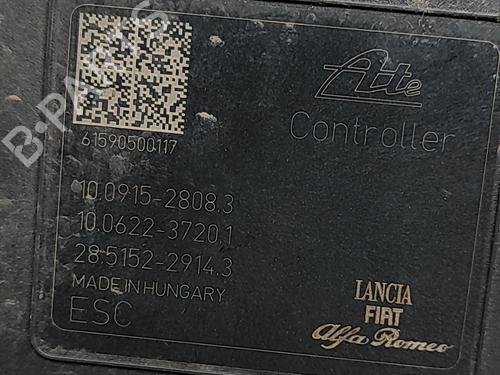 Ate
Controller
61590500117
10.0915-2808.3
10.0622-3720.1
28.5152-2914.3
MADE IN HUNGARY
ESC
LANCIA
FIAT
Alfa Romeo
B-PARTS